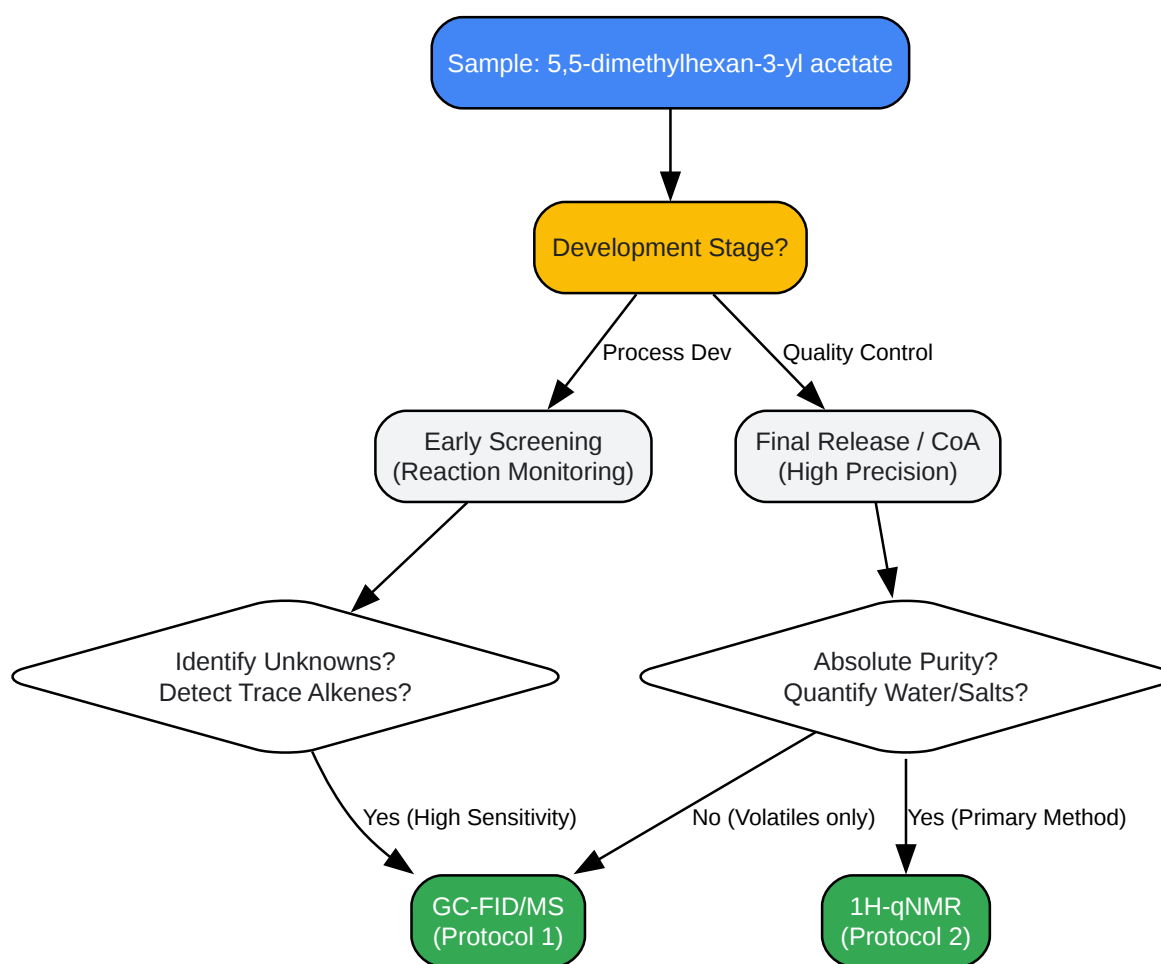 Sample: 5,5-dimethylhexan-3-yl acetate
Development Stage?
Process Dev
Quality Control
Early Screening
(Reaction Monitoring)
Final Release / CoA
(High Precision)
Identify Unknowns?
Detect Trace Alkenes?
Absolute Purity?
Quantify Water/Salts?
Yes (High Sensitivity)
No (Volatiles only)
Yes (Primary Method)
GC-FID/MS
(Protocol 1)
1H-qNMR
(Protocol 2)